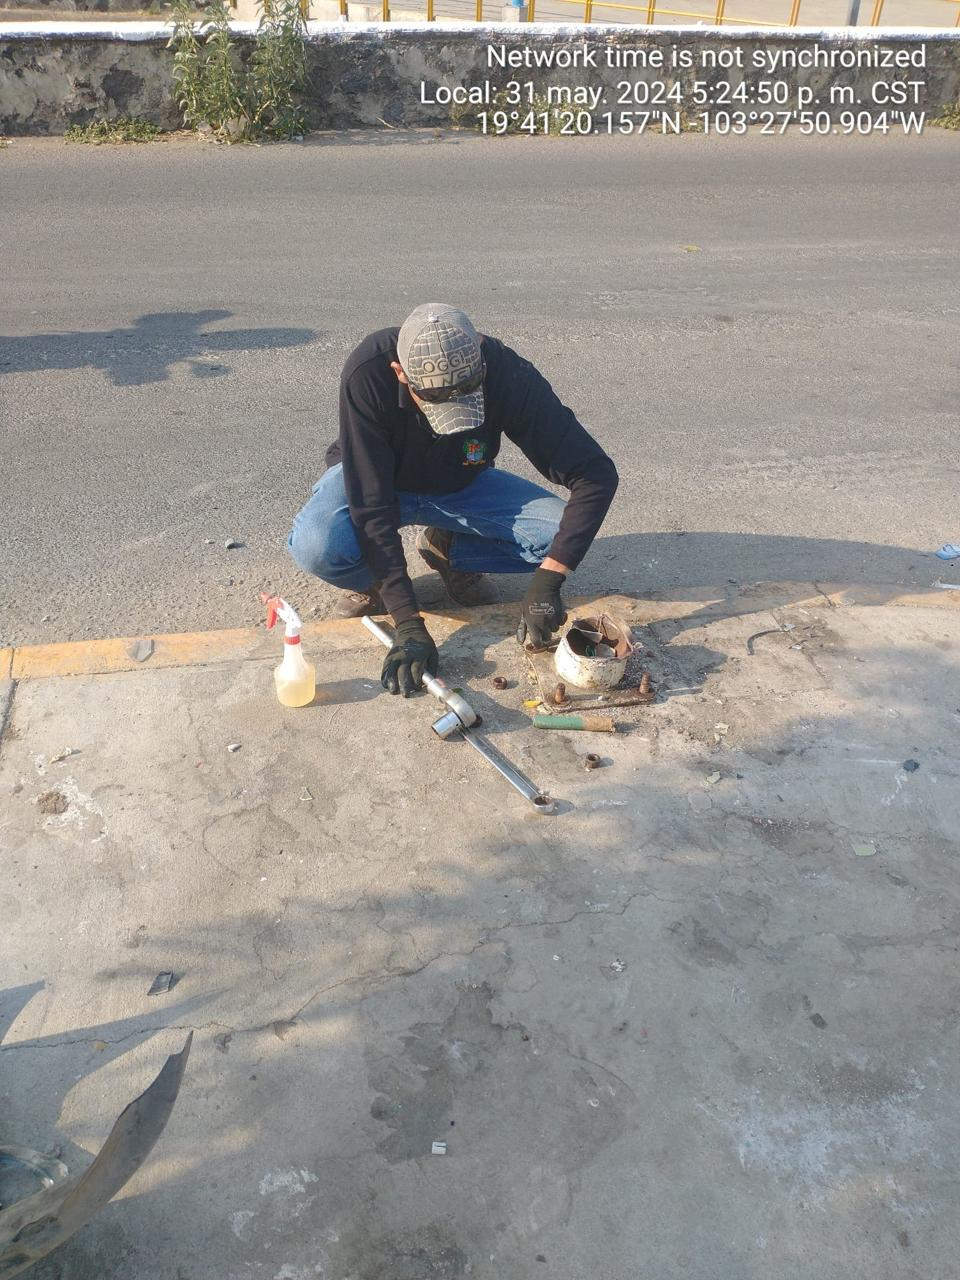 Network time is not synchronized
Local: 31 may. 2024 5:24:50 p. m. CST
19°41'20.157"N -103°27'50.904"W
OGGI